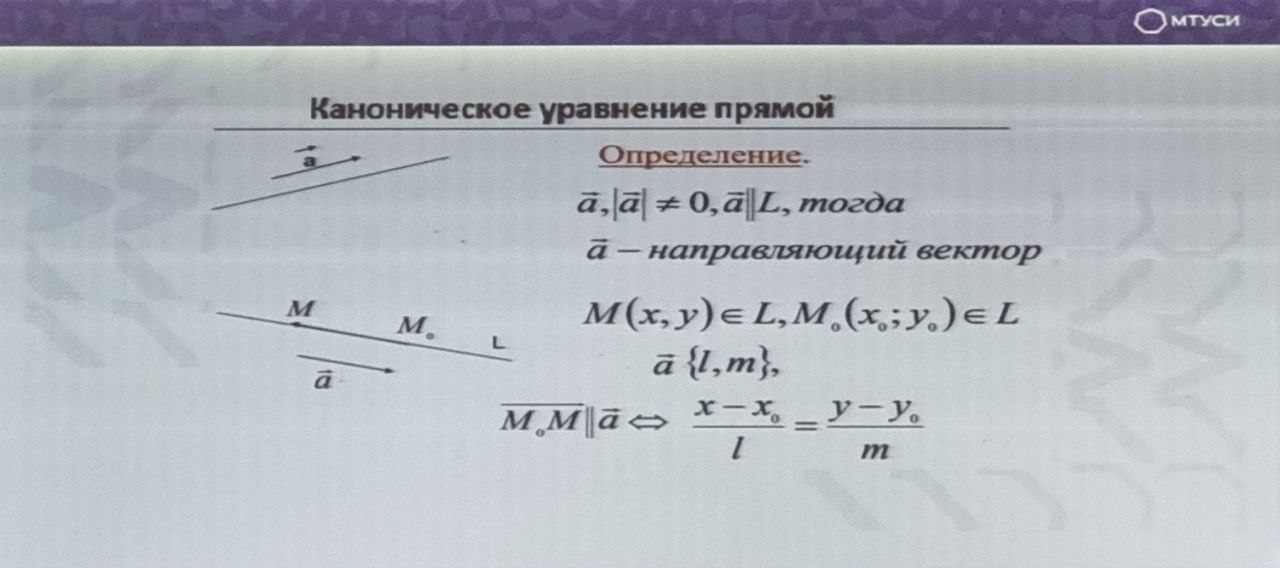 МТУСИ
Каноническое уравнение прямой
a⃗
Определение.
a⃗,|a⃗| ≠ 0, a⃗∥L, тогда
a⃗ – направляющий вектор
M
M₀
L
a⃗
M(x, y)∈ L, M₀(x₀; y₀)∈ L
a⃗ {l, m},
M₀M∥a⃗ ⇔ (x – x₀)/l = (y – y₀)/m